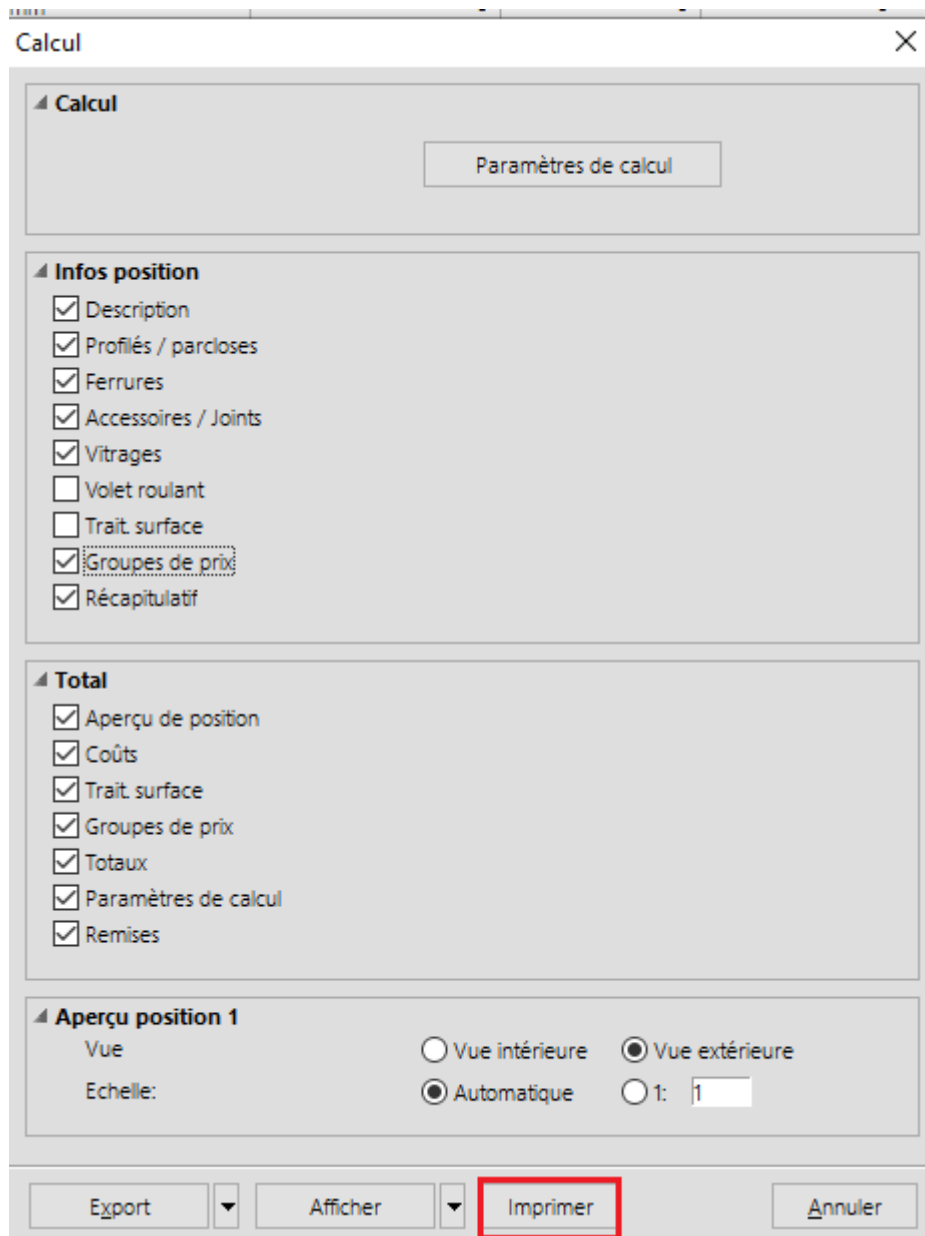 Calcul
Calcul
Paramètres de calcul
Infos position
Description
Profilés / parcloses
Ferrures
Accessoires / Joints
Vitrages
Volet roulant
Trait. surface
Groupes de prix
Récapitulatif
Total
Aperçu de position
Coûts
Trait. surface
Groupes de prix
Totaux
Paramètres de calcul
Remises
Aperçu position 1
Vue Vue intérieure Vue extérieure
Echelle: Automatique 1: 1
Export Afficher Imprimer Annuler